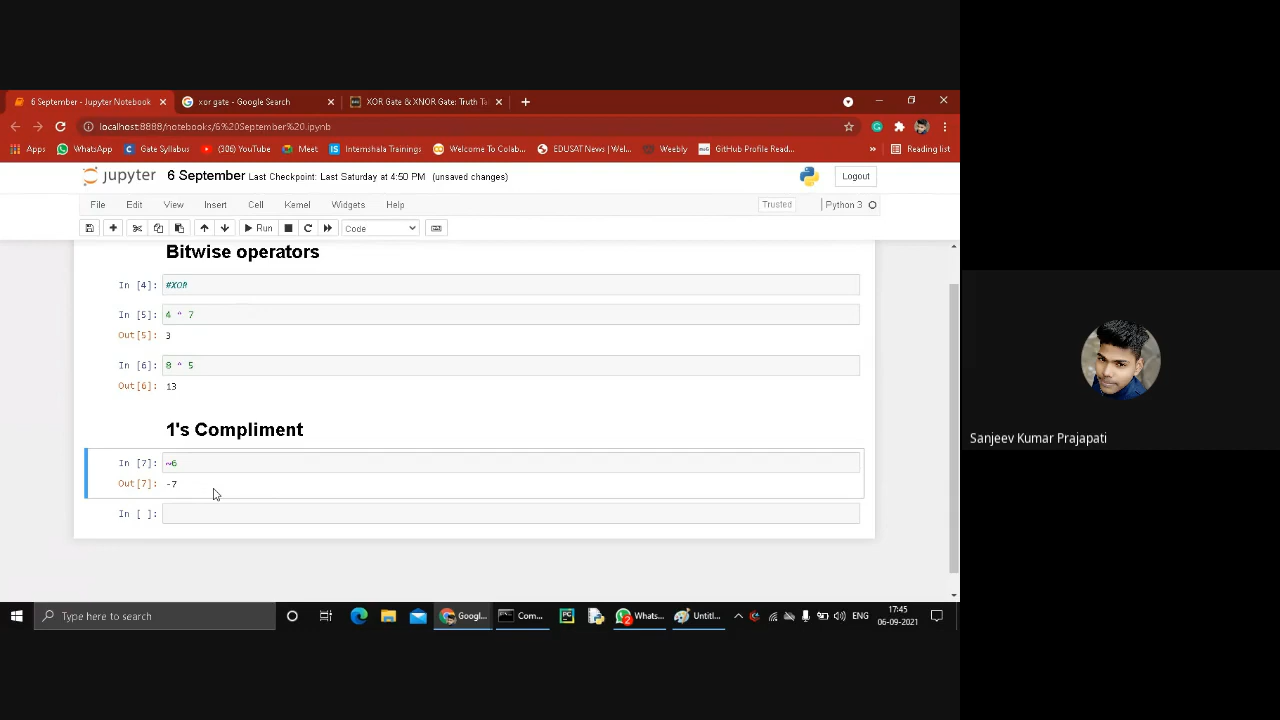 6 September - Jupyter Notebook
xor gate - Google Search
XOR Gate & XNOR Gate: Truth Ta
localhost:8888/notebooks/6%20September%20.ipynb
Apps WhatsApp Gate Syllabus (306) YouTube Meet Internshala Trainings Welcome To Colab... EDUSAT News | Wel... Weebly GitHub Profile Read... » Reading list
jupyter 6 September Last Checkpoint: Last Saturday at 4:50 PM (unsaved changes) Logout
File Edit View Insert Cell Kernel Widgets Help Trusted Python 3
Run Code
Bitwise operators
In [4]: #XOR
In [5]: 4 ^ 7
Out[5]: 3
In [6]: 8 ^ 5
Out[6]: 13
1's Compliment
In [7]: ~6
Out[7]: -7
In [ ]:
Sanjeev Kumar Prajapati
Type here to search
Googl... Com... Whats... Untitl...
ENG
17:45
06-09-2021